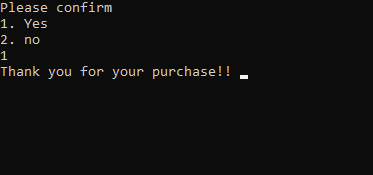 Please confirm
1. Yes
2. no
1
Thank you for your purchase!!